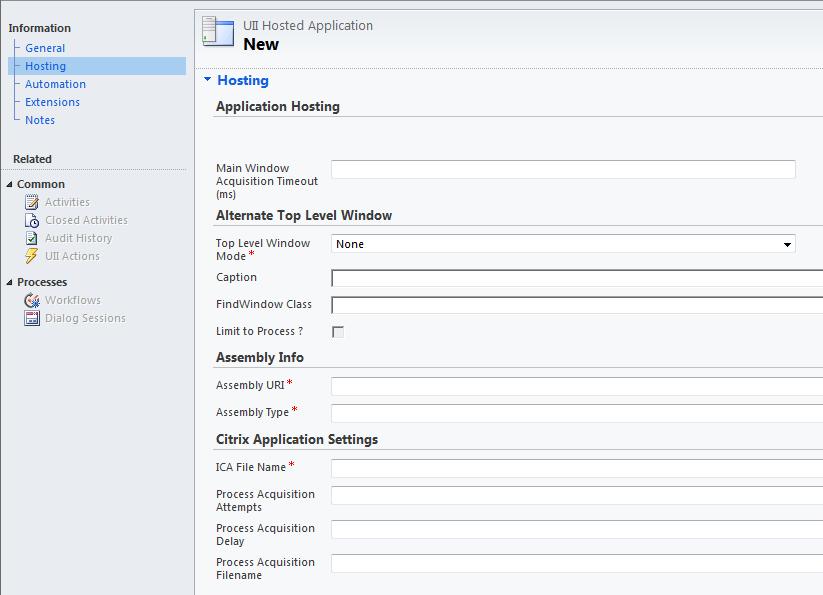 Information
General
Hosting
Automation
Extensions
Notes
Related
Common
Activities
Closed Activities
Audit History
UII Actions
Processes
Workflows
Dialog Sessions
UII Hosted Application
New
Hosting
Application Hosting
Main Window
Acquisition Timeout
(ms)
Alternate Top Level Window
Top Level Window
Mode *
None
Caption
FindWindow Class
Limit to Process ?
Assembly Info
Assembly URI *
Assembly Type *
Citrix Application Settings
ICA File Name *
Process Acquisition
Attempts
Process Acquisition
Delay
Process Acquisition
Filename